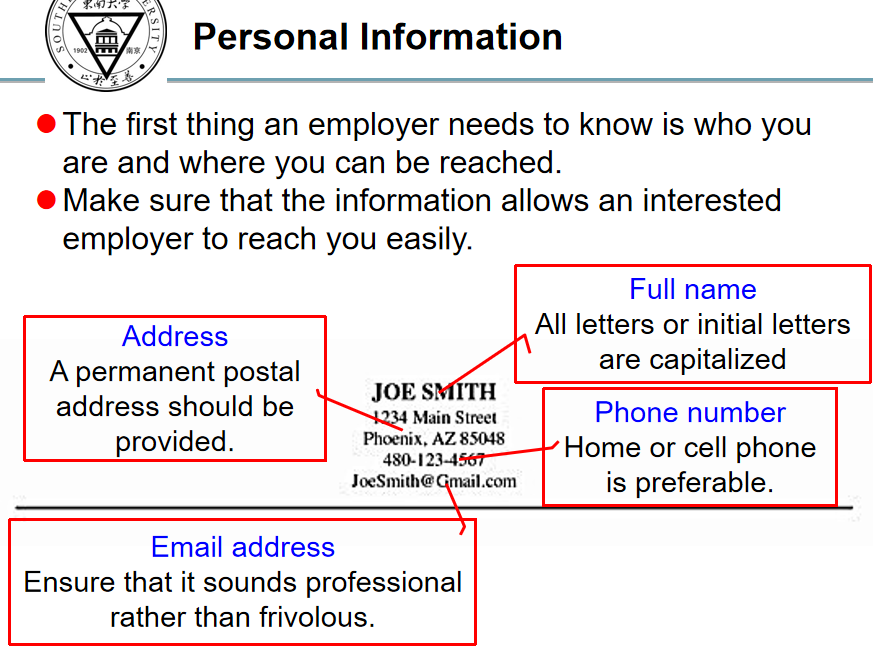 東南大学
SOUTHE
ERSITY
1902
南京
止於至善
Personal Information
The first thing an employer needs to know is who you
are and where you can be reached.
Make sure that the information allows an interested
employer to reach you easily.
Full name
All letters or initial letters
are capitalized
Address
A permanent postal
address should be
provided.
JOE SMITH
1234 Main Street
Phoenix, AZ 85048
480-123-4567
JoeSmith@Gmail.com
Phone number
Home or cell phone
is preferable.
Email address
Ensure that it sounds professional
rather than frivolous.